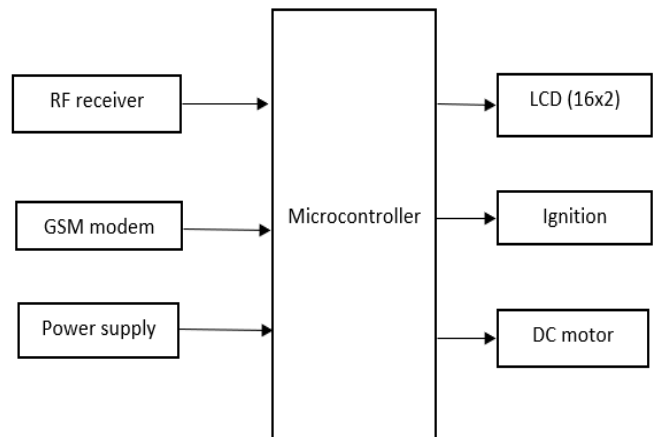 RF receiver
GSM modem
Power supply
Microcontroller
LCD (16x2)
Ignition
DC motor